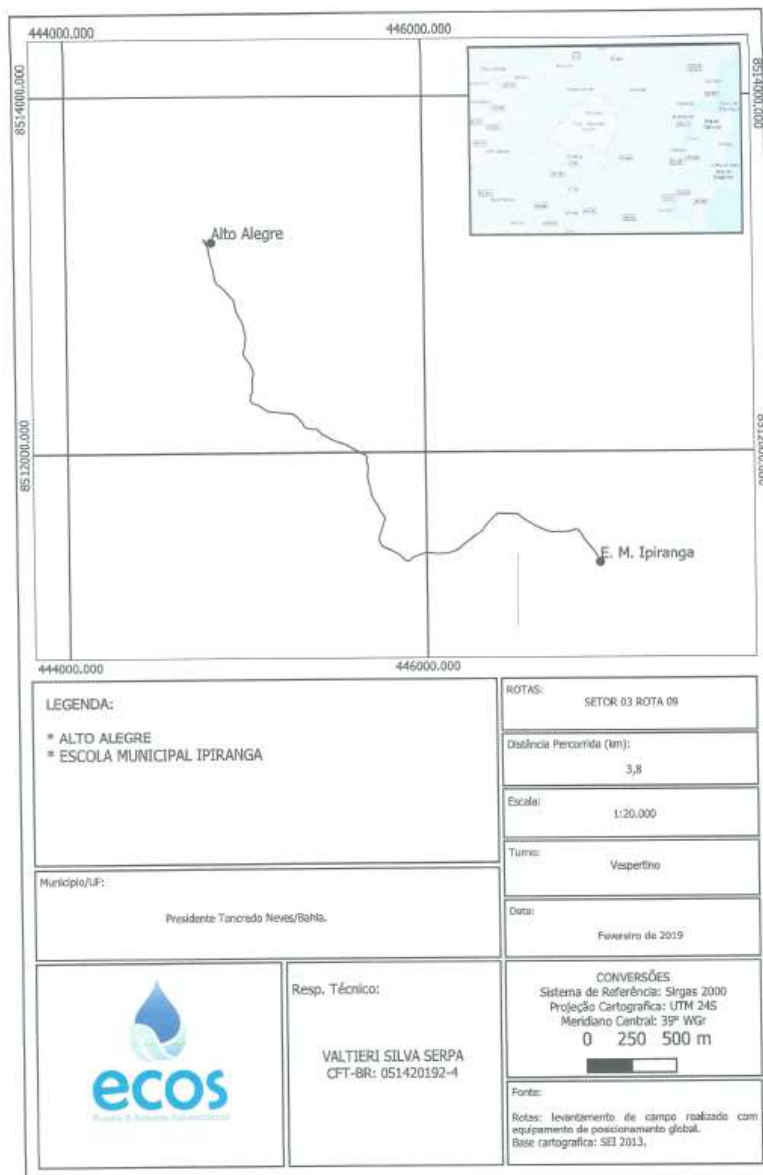 444000.000
446000.000
8514000.000
8514000.000
Alto Alegre
8512000.000
8512000.000
E. M. Ipiranga
444000.000
446000.000
LEGENDA:
* ALTO ALEGRE
* ESCOLA MUNICIPAL IPIRANGA
ROTAS:
SETOR 03 ROTA 09
Distância Percorrida (km):
3,8
Escala:
1:20.000
Turno:
Vespertino
Município/UF:
Presidente Tancredo Neves/Bahia.
Data:
Fevereiro de 2019
ecos
Resp. Técnico:
VALTIERI SILVA SERPA
CFT-BR: 051420192-4
CONVERSÕES
Sistema de Referência: Sirgas 2000
Projeção Cartografica: UTM 24S
Meridiano Central: 39º WGr
0 250 500 m
Fonte:
Rotas: levantamento de campo realizado com
equipamento de posicionamento global.
Base cartografica: SEI 2013.